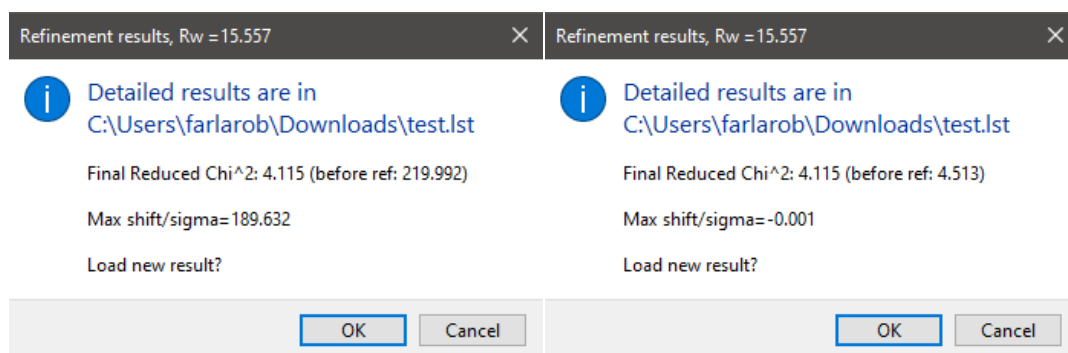 Refinement results, Rw =15.557
Detailed results are in
C:\Users\farlarob\Downloads\test.lst
Final Reduced Chi^2: 4.115 (before ref: 219.992)
Max shift/sigma=189.632
Load new result?
OK
Cancel
Refinement results, Rw =15.557
Detailed results are in
C:\Users\farlarob\Downloads\test.lst
Final Reduced Chi^2: 4.115 (before ref: 4.513)
Max shift/sigma=-0.001
Load new result?
OK
Cancel